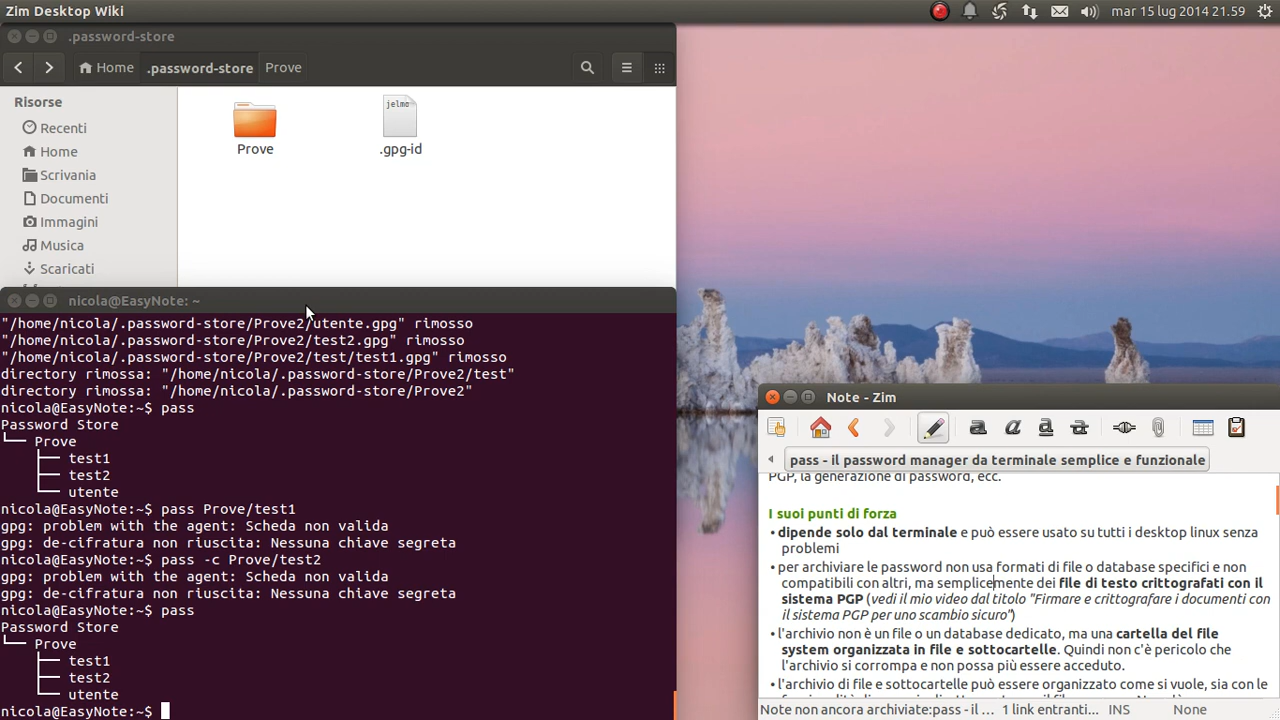 Zim Desktop Wiki
mar 15 lug 2014 21.59
.password-store
Home
.password-store
Prove
Risorse
Recenti
Home
Scrivania
Documenti
Immagini
Musica
Scaricati
jelmo
Prove
.gpg-id
nicola@EasyNote: ~
"/home/nicola/.password-store/Prove2/utente.gpg" rimosso
"/home/nicola/.password-store/Prove2/test2.gpg" rimosso
"/home/nicola/.password-store/Prove2/test/test1.gpg" rimosso
directory rimossa: "/home/nicola/.password-store/Prove2/test"
directory rimossa: "/home/nicola/.password-store/Prove2"
nicola@EasyNote:~$ pass
Password Store
└── Prove
├── test1
├── test2
└── utente
nicola@EasyNote:~$ pass Prove/test1
gpg: problem with the agent: Scheda non valida
gpg: de-cifratura non riuscita: Nessuna chiave segreta
nicola@EasyNote:~$ pass -c Prove/test2
gpg: problem with the agent: Scheda non valida
gpg: de-cifratura non riuscita: Nessuna chiave segreta
nicola@EasyNote:~$ pass
Password Store
└── Prove
├── test1
├── test2
└── utente
nicola@EasyNote:~$
Note - Zim
pass - il password manager da terminale semplice e funzionale
PGP, la generazione di password, ecc.
I suoi punti di forza
• dipende solo dal terminale e può essere usato su tutti i desktop linux senza
problemi
• per archiviare le password non usa formati di file o database specifici e non
compatibili con altri, ma semplicemente dei file di testo crittografati con il
sistema PGP (vedi il mio video dal titolo "Firmare e crittografare i documenti con
il sistema PGP per uno scambio sicuro")
• l'archivio non è un file o un database dedicato, ma una cartella del file
system organizzata in file e sottocartelle. Quindi non c'è pericolo che
l'archivio si corrompa e non possa più essere acceduto.
• l'archivio di file e sottocartelle può essere organizzato come si vuole, sia con le
Note non ancora archiviate:pass - il ...
1 link entranti...
INS
None